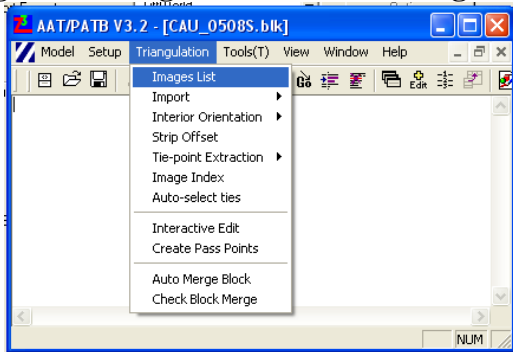 AAT/PATB V3.2 - [CAU_0508S.blk]
Model Setup Triangulation Tools(T) View Window Help
Gò Edit
Images List
Import
Interior Orientation
Strip Offset
Tie-point Extraction
Image Index
Auto-select ties
Interactive Edit
Create Pass Points
Auto Merge Block
Check Block Merge
NUM